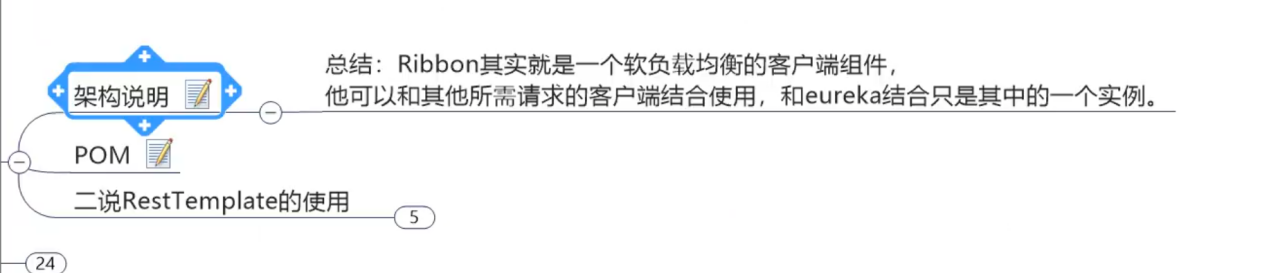 总结：Ribbon其实就是一个软负载均衡的客户端组件，
他可以和其他所需请求的客户端结合使用，和eureka结合只是其中的一个实例。
架构说明
POM
二说RestTemplate的使用
5
24